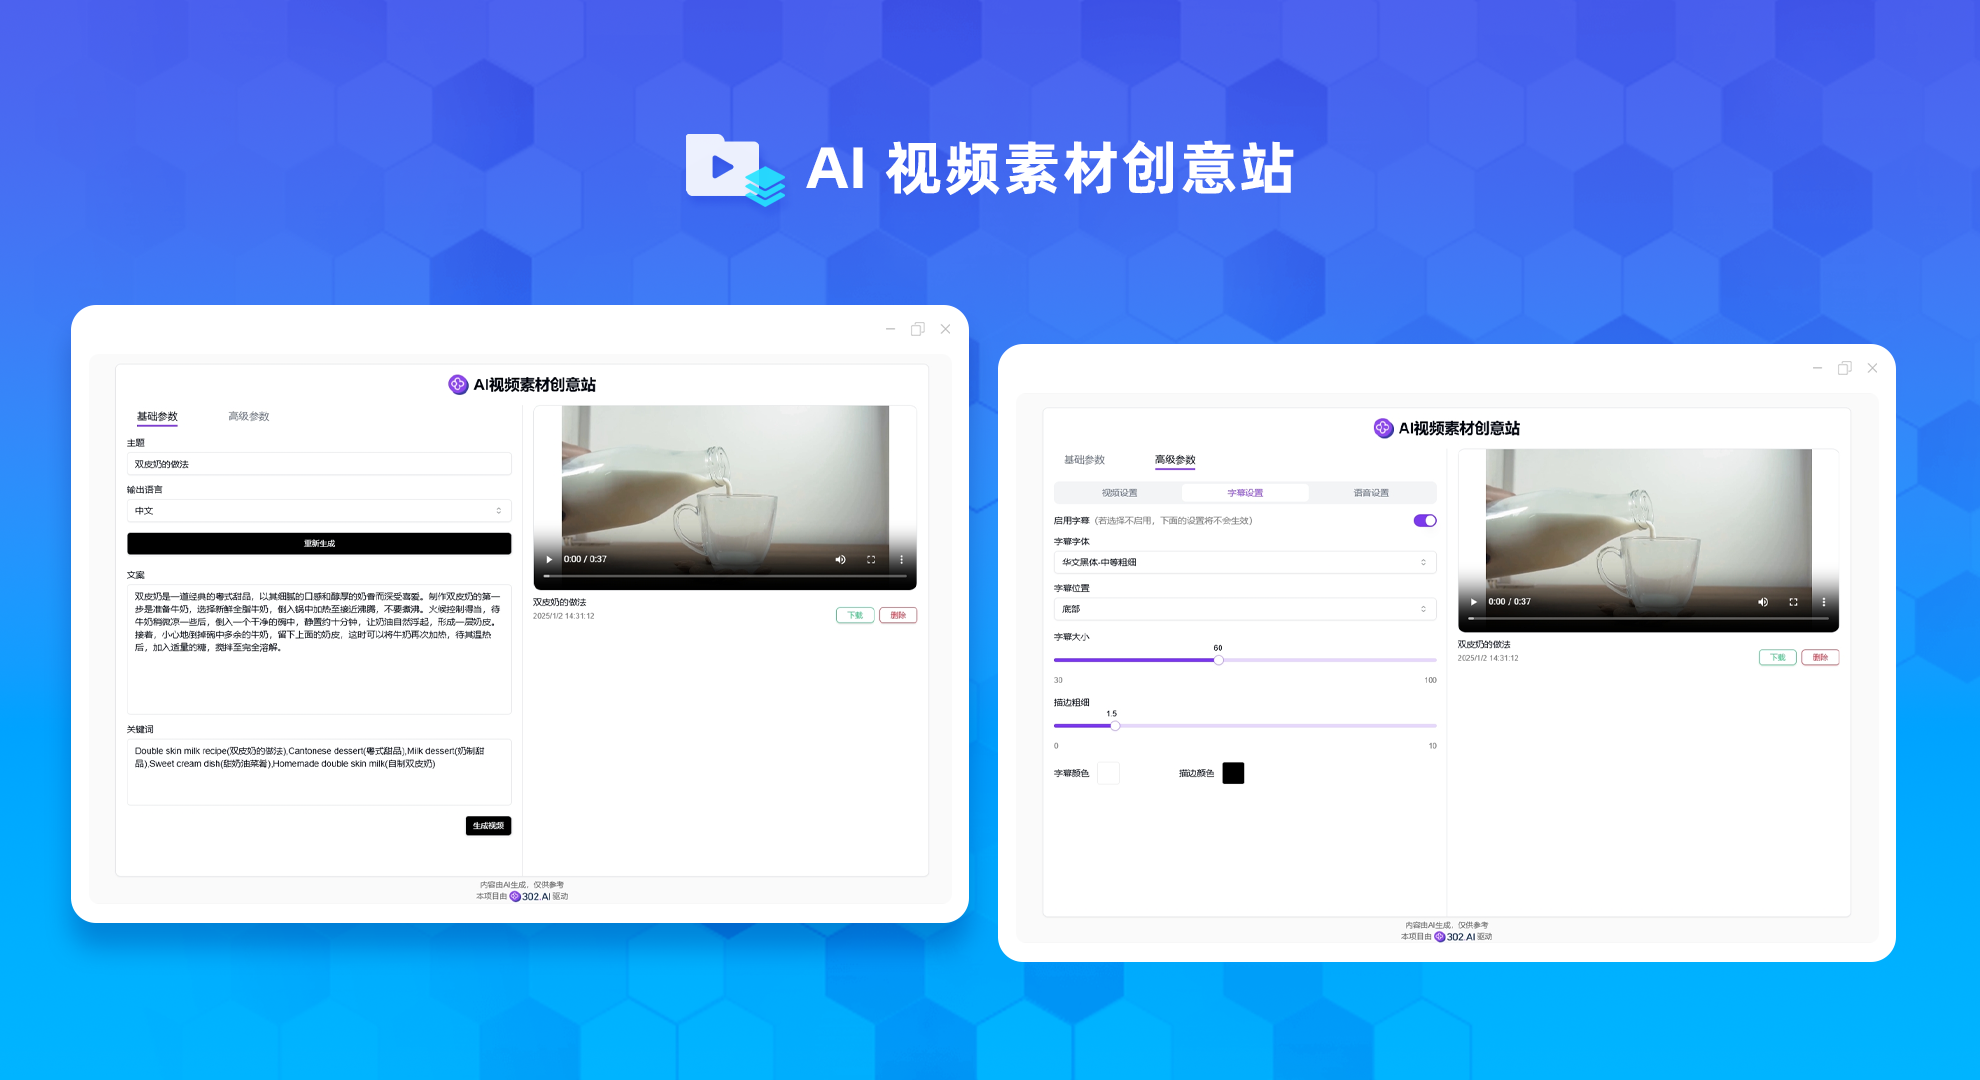 AI 视频素材创意站
AI视频素材创意站
基础参数
高级参数
主题
双皮奶的做法
输出语言
中文
重新生成
文案
双皮奶是一道经典的粤式甜品，以其细腻的口感和醇厚的奶香而深受喜爱。制作双皮奶的第一
步是准备牛奶，选择新鲜全脂牛奶，倒入锅中加热至接近沸腾，不要煮沸。火候控制得当，待
牛奶稍微凉一些后，倒入一个干净的碗中，静置约十分钟，让奶油自然浮起，形成一层奶皮。
接着，小心地倒掉碗中多余的牛奶，留下上面的奶皮，这时可以将牛奶再次加热，待其温热
后，加入适量的糖，搅拌至完全溶解。
关键词
Double skin milk recipe(双皮奶的做法),Cantonese dessert(粤式甜品),Milk dessert(奶制甜
品),Sweet cream dish(甜奶油菜肴),Homemade double skin milk(自制双皮奶)
生成视频
0:00 / 0:37
双皮奶的做法
2025/1/2 14:31:12
下载
删除
内容由AI生成，仅供参考
本项目由 302.AI 驱动
AI视频素材创意站
基础参数
高级参数
视频设置
字幕设置
语音设置
启用字幕（若选择不启用，下面的设置将不会生效）
字幕字体
华文黑体-中等粗细
字幕位置
底部
字幕大小
60
30
100
描边粗细
1.5
0
10
字幕颜色
描边颜色
0:00 / 0:37
双皮奶的做法
2025/1/2 14:31:12
下载
删除
内容由AI生成，仅供参考
本项目由 302.AI 驱动